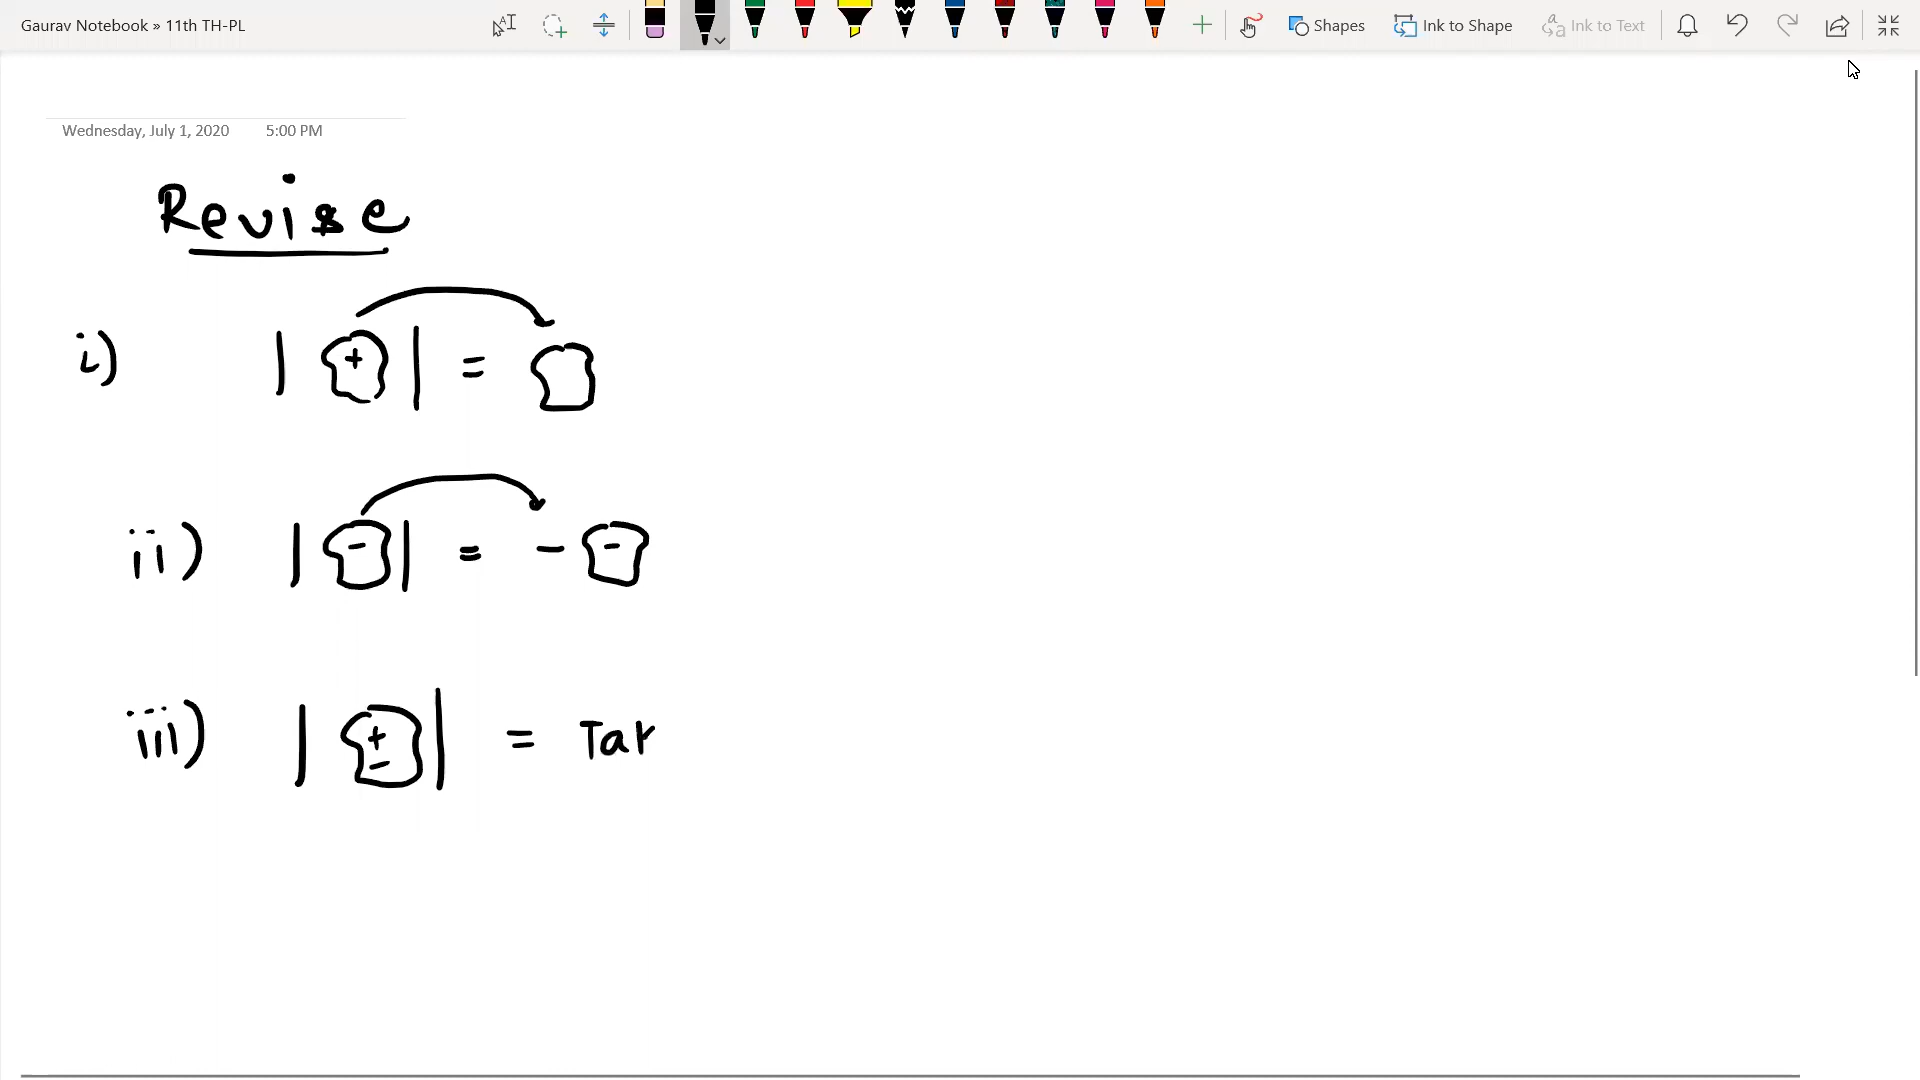 Gaurav Notebook » 11th TH-PL
Shapes
Ink to Shape
Ink to Text
Wednesday, July 1, 2020 5:00 PM
Revise
i) | + | =
ii) | - | = - -
iii) | + - | = Tar